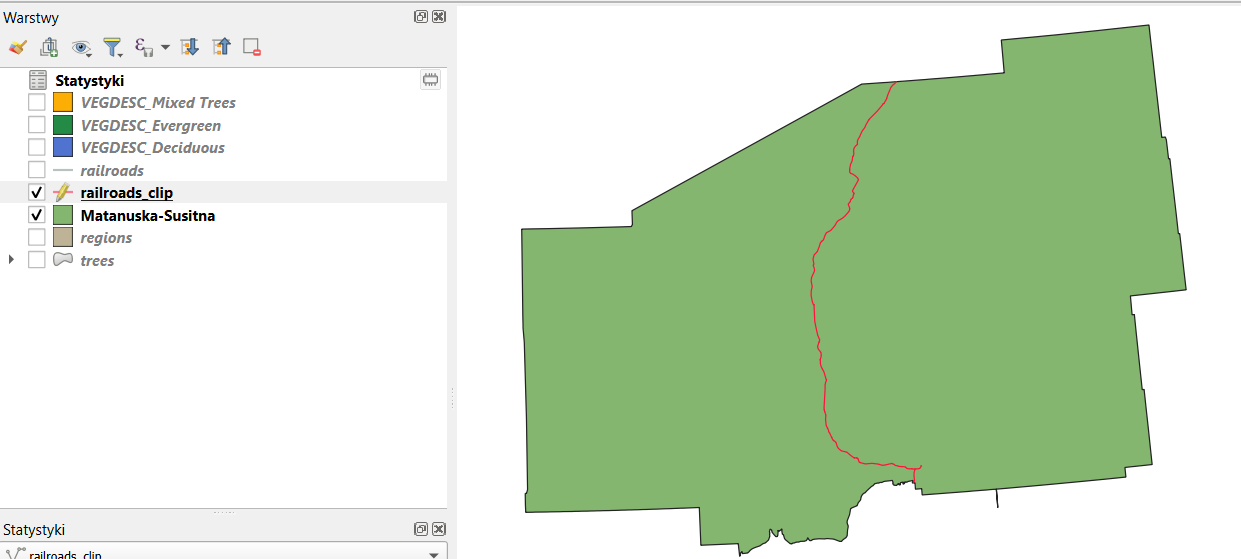 Warstwy
Statystyki
VEGDESC_Mixed Trees
VEGDESC_Evergreen
VEGDESC_Deciduous
railroads
railroads_clip
Matanuska-Susitna
regions
trees
Statystyki
railroads_clip